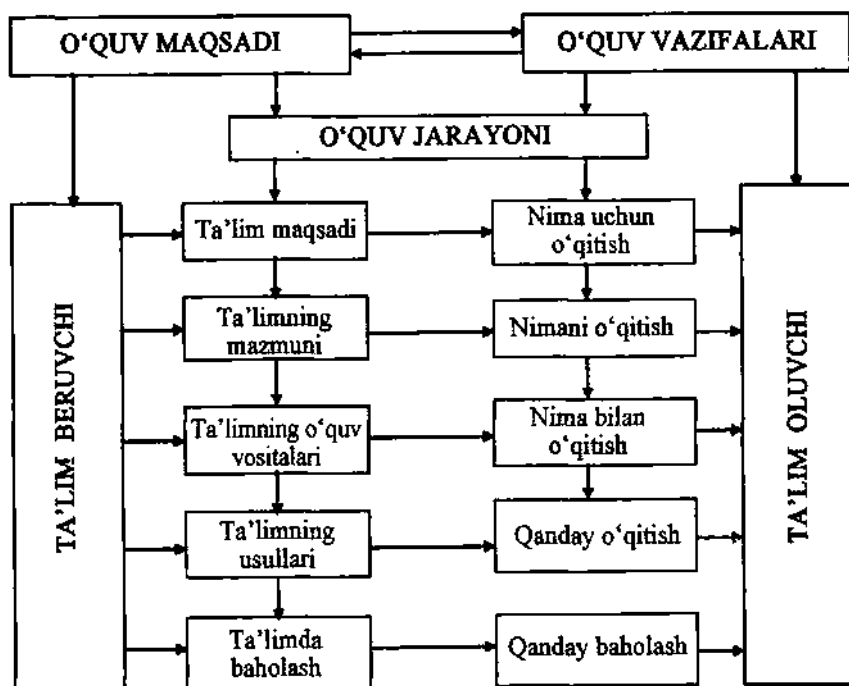 O‘QUV MAQSADI
O‘QUV VAZIFALARI
O‘QUV JARAYONI
TA’LIM BERUVCHI
Ta’lim maqsadi
Nima uchun
o‘qitish
Ta’limning
mazmuni
Nimani o‘qitish
Ta’limning o‘quv
vositalari
Nima bilan
o‘qitish
Ta’limning
usullari
Qanday o‘qitish
Ta’limda
baholash
Qanday baholash
TA’LIM OLUVCHI